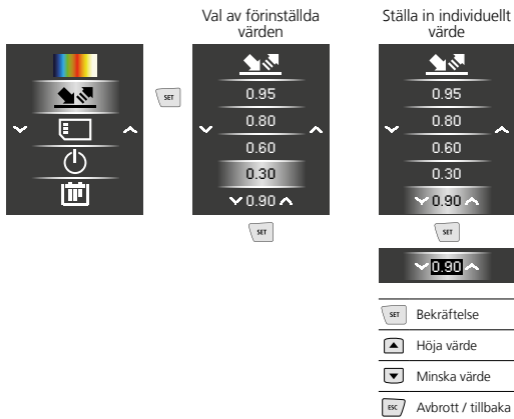 Val av förinställda
värden
SET
0.95
0.80
0.60
0.30
0.90
SET
Ställa in individuellt
värde
0.95
0.80
0.60
0.30
0.90
SET
0.90
SET Bekräftelse
Höja värde
Minska värde
ESC Avbrott / tillbaka